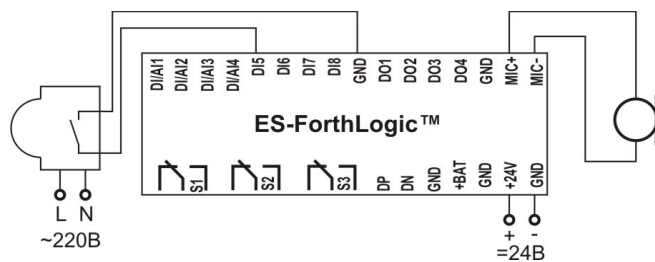 DI/AI1 DI/AI2 DI/AI3 DI/AI4 DI5 DI6 DI7 DI8 GND DO1 DO2 DO3 DO4 GND MIC+ MIC-
ES-ForthLogic™
S1 S2 S3 DP DN GND +BAT GND +24V GND
L N
~220В
+ -
=24В